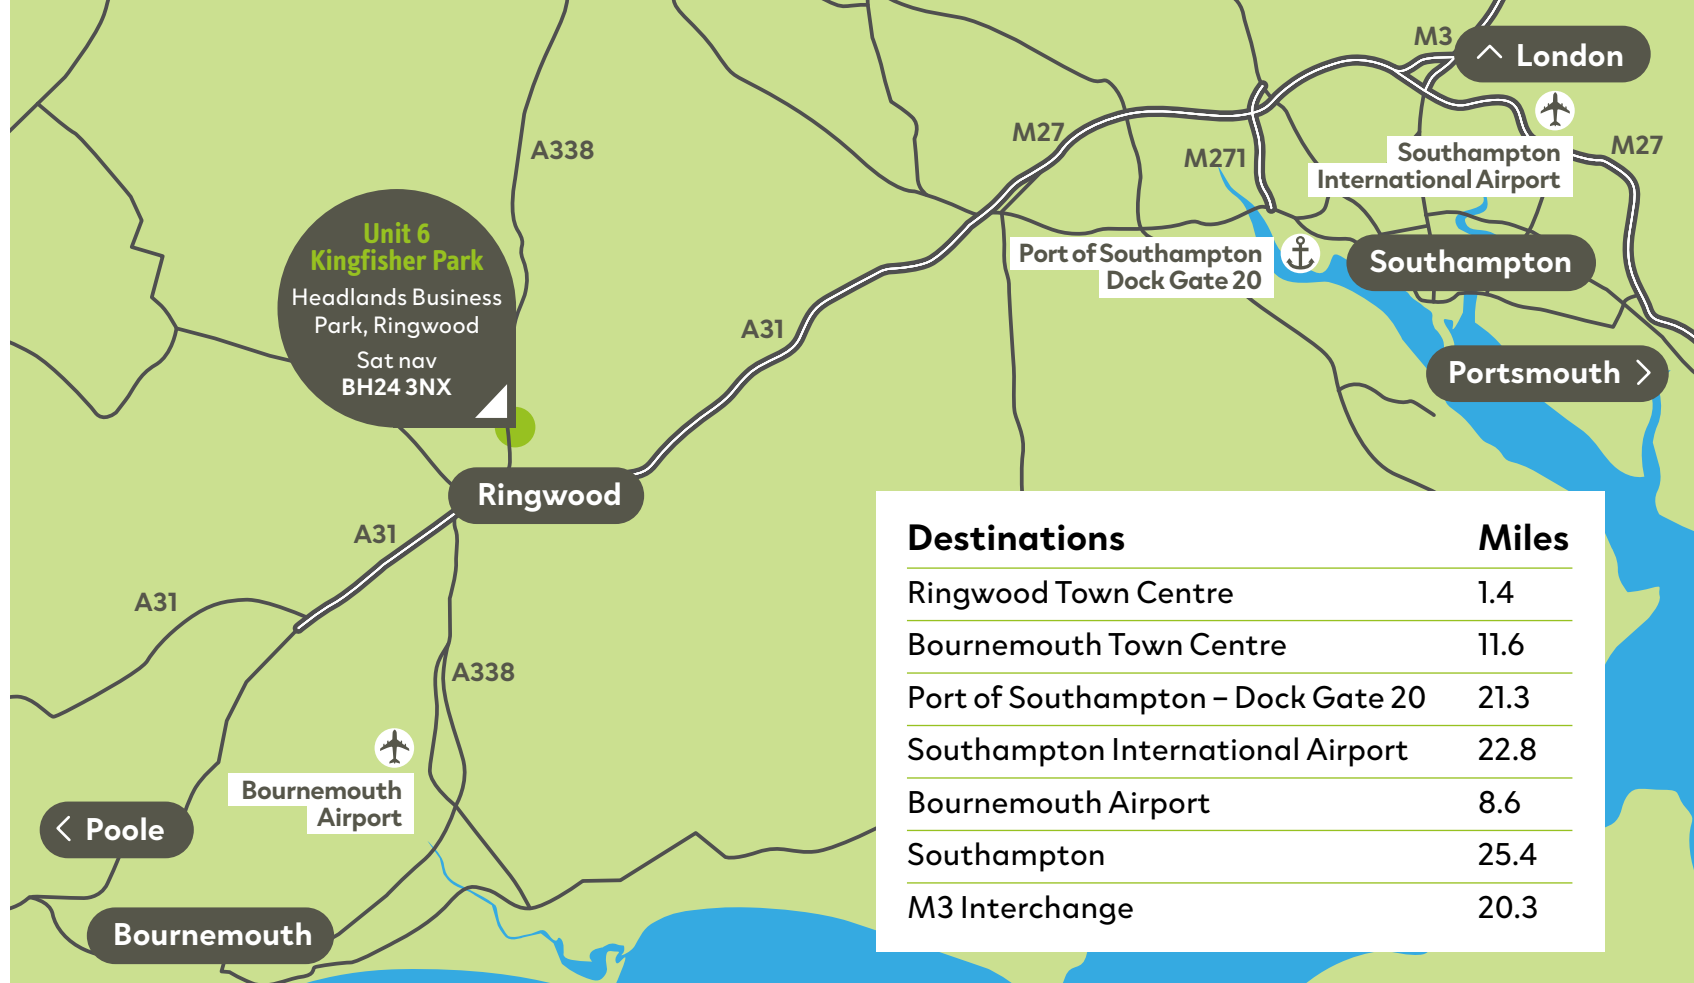 M3
London
A338
M27
M271
M27
Southampton
International Airport
Unit 6
Kingfisher Park
Headlands Business
Park, Ringwood
Sat nav
BH24 3NX
Port of Southampton
Dock Gate 20
Southampton
A31
Portsmouth
Ringwood
A31
A31
A338
Bournemouth
Airport
Poole
Bournemouth
Destinations Miles
Ringwood Town Centre 1.4
Bournemouth Town Centre 11.6
Port of Southampton – Dock Gate 20 21.3
Southampton International Airport 22.8
Bournemouth Airport 8.6
Southampton 25.4
M3 Interchange 20.3